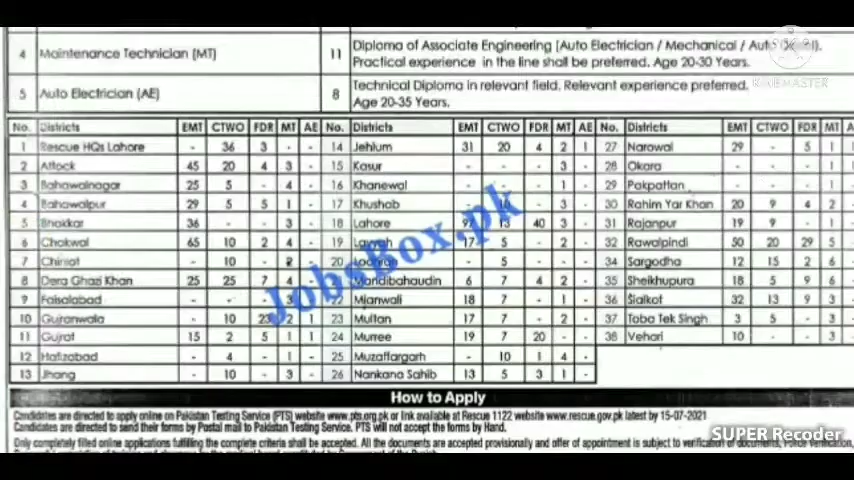 4 Maintenance Technician (MT) 11 Diploma of Associate Engineering (Auto Electrician / Mechanical / Auto Diesel).
Practical experience in the line shall be preferred. Age 20-30 Years.
5 Auto Electrician (AE) 8 Technical Diploma in relevant field. Relevant experience preferred.
Age 20-35 Years.
KINEMASTER
No. Districts EMT CTWO FDR MT AE No. Districts EMT CTWO FDR MT AE No. Districts EMT CTWO FDR MT
1 Rescue HQs Lahore - 36 3 - - 14 Jehlum 31 20 4 2 1 27 Narowal 29 - 5 1
2 Attock 45 20 4 3 - 15 Kasur - - - 3 - 28 Okara - - - 1
3 Bahawalnagar 25 5 - 4 - 16 Khanewal - - - 1 - 29 Pakpattan - - - 1
4 Bahawalpur 29 5 5 1 - 17 Khushab - 10 - - - 30 Rahim Yar Khan 20 9 4 2
5 Bhakkar 36 - - 3 - 18 Lahore 97 13 40 3 - 31 Rajanpur 19 9 - 1
6 Chakwal 65 10 2 4 - 19 Layyah 17 5 - 2 - 32 Rawalpindi 50 20 29 5
7 Chiniot - 10 - 2 - 20 Lodhran - 5 - - - 34 Sargodha 12 15 2 6
8 Dera Ghazi Khan 25 25 7 4 Mandibahaudin 6 7 4 2 - 35 Sheikhupura 18 5 9 6
9 Faisalabad - - - 3 - 22 Mianwali 18 7 - 1 - 36 Sialkot 32 13 9 3
10 Gujranwala - 10 23 2 1 23 Multan 17 7 - 2 - 37 Toba Tek Singh 3 5 - 3
11 Gujrat 15 2 5 1 1 24 Murree 19 7 20 - - 38 Vehari 10 - - 3
12 Hafizabad - 4 - 1 - 25 Muzaffargarh - 10 1 4 -
13 Jhang - 10 - 3 - 26 Nankana Sahib 13 5 3 1 -
JobsBox.pk
How to Apply
Candidates are directed to apply online on Pakistan Testing Service (PTS) website www.pts.org.pk or link available at Rescue 1122 website www.rescue.gov.pk latest by 15-07-2021
Candidates are directed to send their forms by Postal mail to Pakistan Testing Service. PTS will not accept the forms by Hand.
Only completely filled online applications fulfilling the complete criteria shall be accepted. All the documents are accepted provisionally and offer of appointment is subject to verification of documents, Police Verification,
SUPER Recoder